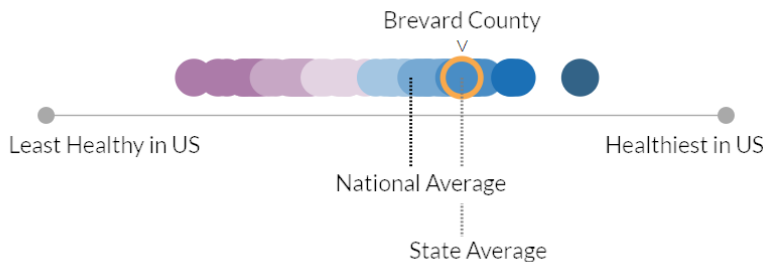 Brevard County
Least Healthy in US
Healthiest in US
National Average
State Average